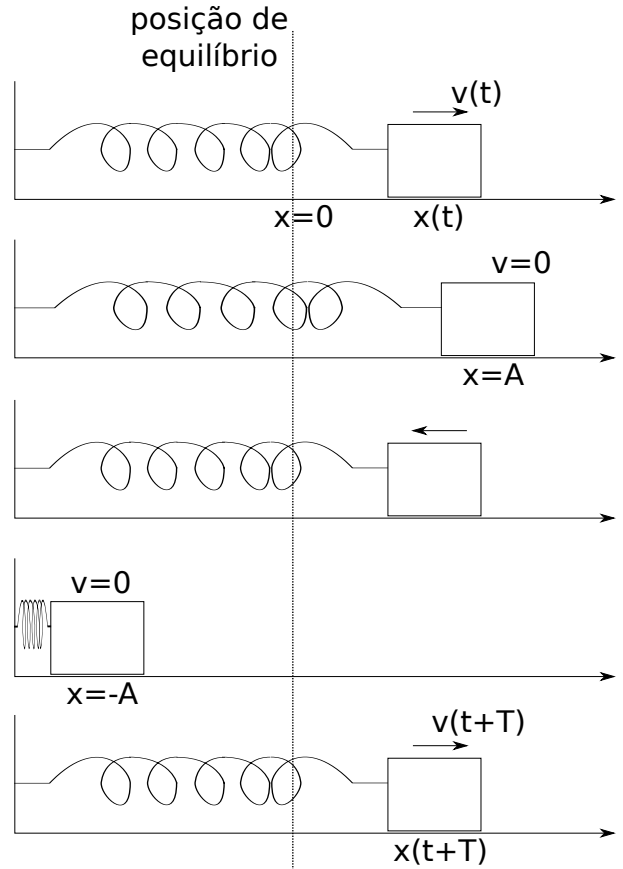 posição de
equilíbrio
v(t)
x=0
x(t)
v=0
x=A
v=0
x=-A
v(t+T)
x(t+T)